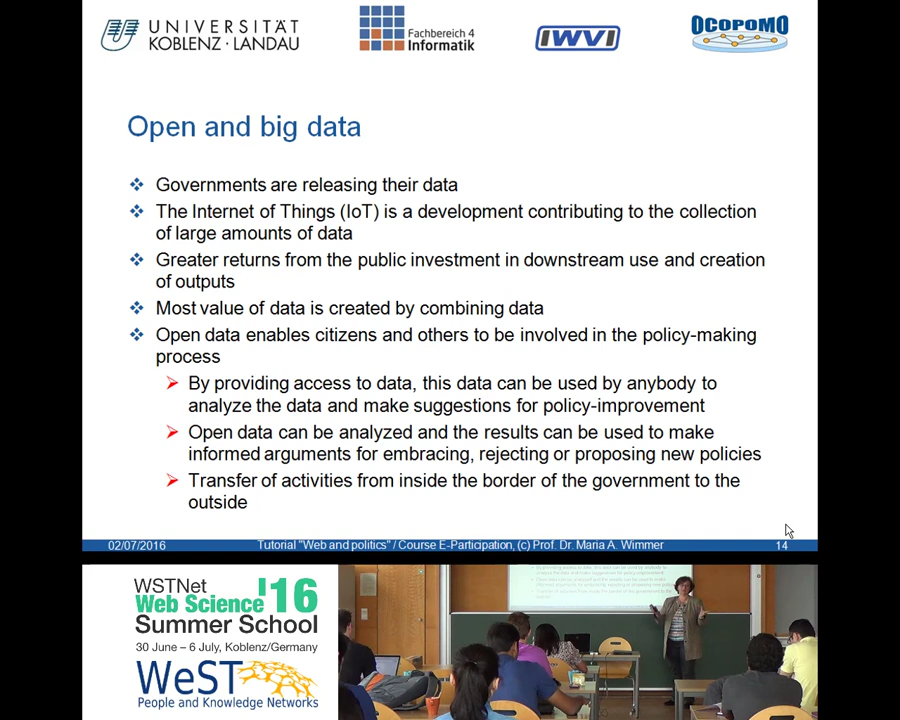 UNIVERSITÄT
KOBLENZ · LANDAU
Fachbereich 4
Informatik
IWVI
OCOPOMO
Open and big data
Governments are releasing their data
The Internet of Things (IoT) is a development contributing to the collection
of large amounts of data
Greater returns from the public investment in downstream use and creation
of outputs
Most value of data is created by combining data
Open data enables citizens and others to be involved in the policy-making
process
By providing access to data, this data can be used by anybody to
analyze the data and make suggestions for policy-improvement
Open data can be analyzed and the results can be used to make
informed arguments for embracing, rejecting or proposing new policies
Transfer of activities from inside the border of the government to the
outside
02/07/2016 Tutorial "Web and politics" / Course E-Participation, (c) Prof. Dr. Maria A. Wimmer 14
WSTNet
Web Science '16
Summer School
30 June – 6 July, Koblenz/Germany
WeST
People and Knowledge Networks